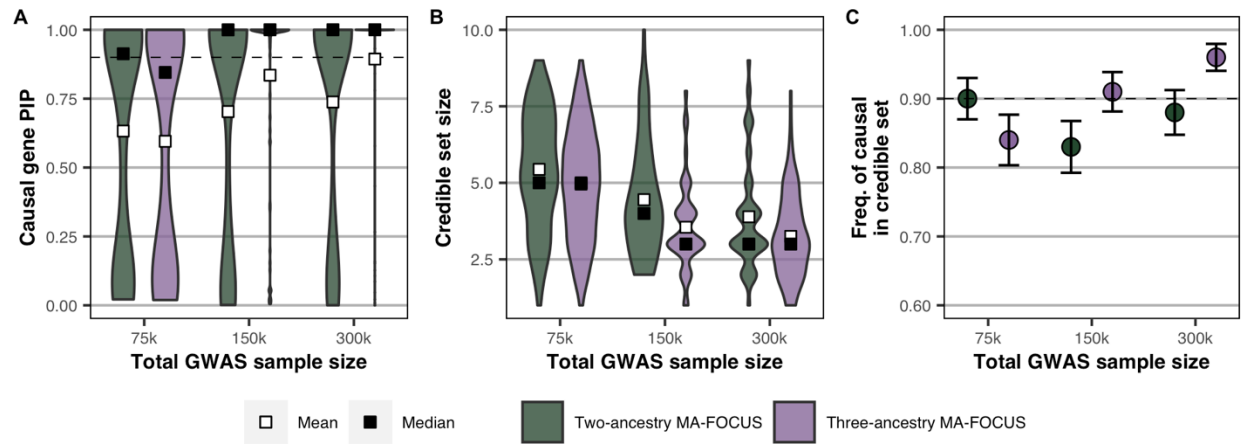 A
Causal gene PIP
1.00
0.75
0.50
0.25
0.00
75k
150k
300k
Total GWAS sample size
B
Credible set size
10.0
7.5
5.0
2.5
75k
150k
300k
Total GWAS sample size
C
Freq. of causal
in credible set
1.00
0.90
0.80
0.70
0.60
75k
150k
300k
Total GWAS sample size
Mean
Median
Two-ancestry MA-FOCUS
Three-ancestry MA-FOCUS